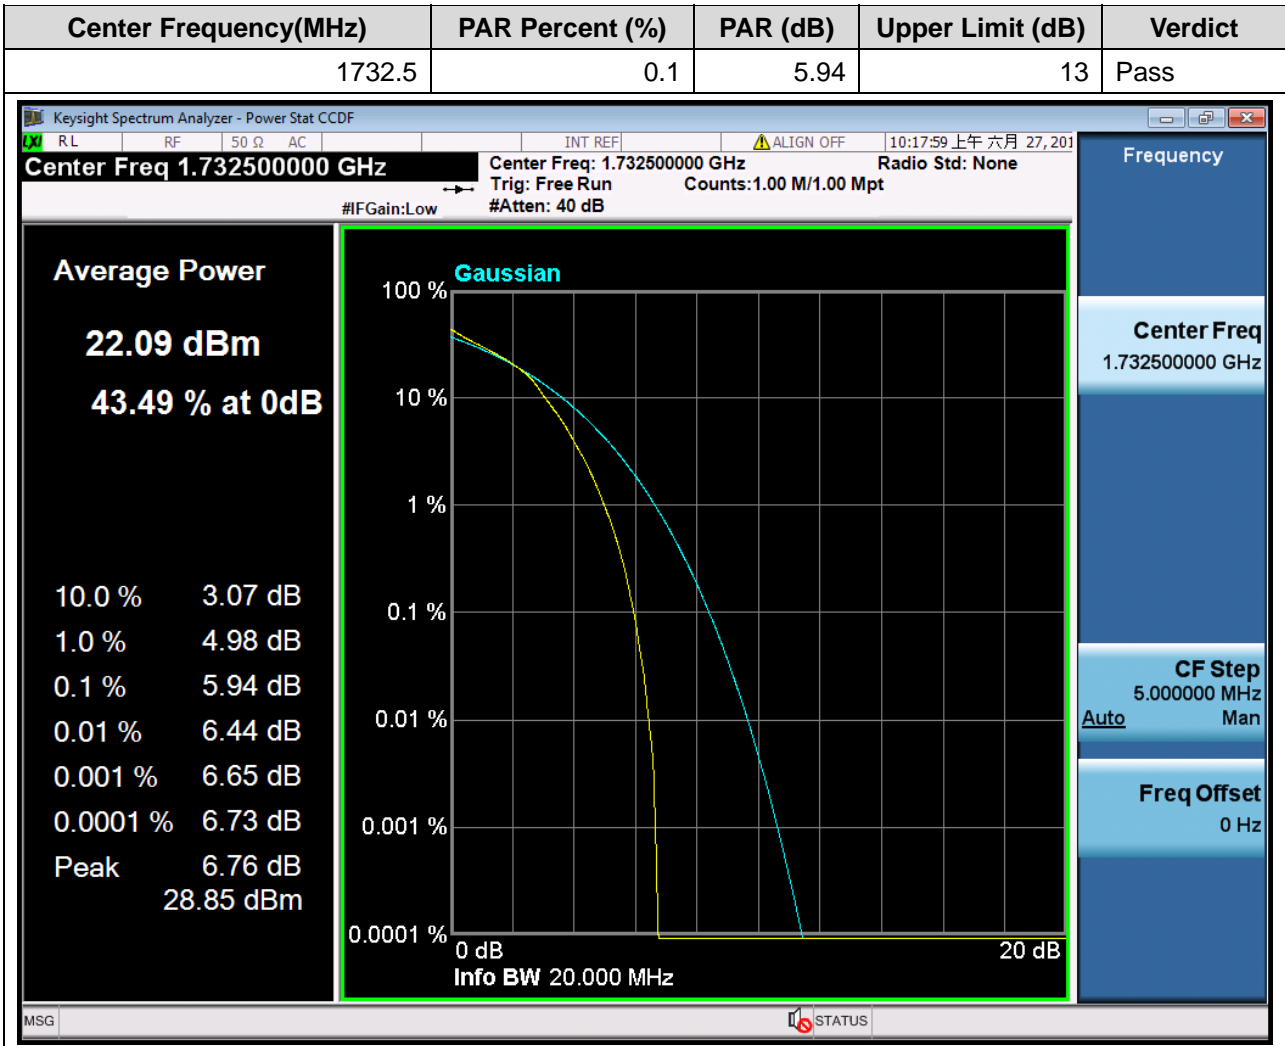 Center Frequency(MHz) PAR Percent (%) PAR (dB) Upper Limit (dB) Verdict
1732.5 0.1 5.94 13 Pass
Keysight Spectrum Analyzer - Power Stat CCDF
LXI RL RF 50 Ω AC INT REF ALIGN OFF 10:17:59 上午 六月 27, 201
Center Freq 1.732500000 GHz
Center Freq: 1.732500000 GHz Radio Std: None
Trig: Free Run Counts:1.00 M/1.00 Mpt
#IFGain:Low #Atten: 40 dB
Frequency
Average Power
22.09 dBm
43.49 % at 0dB
10.0 % 3.07 dB
1.0 % 4.98 dB
0.1 % 5.94 dB
0.01 % 6.44 dB
0.001 % 6.65 dB
0.0001 % 6.73 dB
Peak 6.76 dB
28.85 dBm
Gaussian
100 %
10 %
1 %
0.1 %
0.01 %
0.001 %
0.0001 %
0 dB 20 dB
Info BW 20.000 MHz
Center Freq
1.732500000 GHz
CF Step
5.000000 MHz
Auto Man
Freq Offset
0 Hz
MSG STATUS